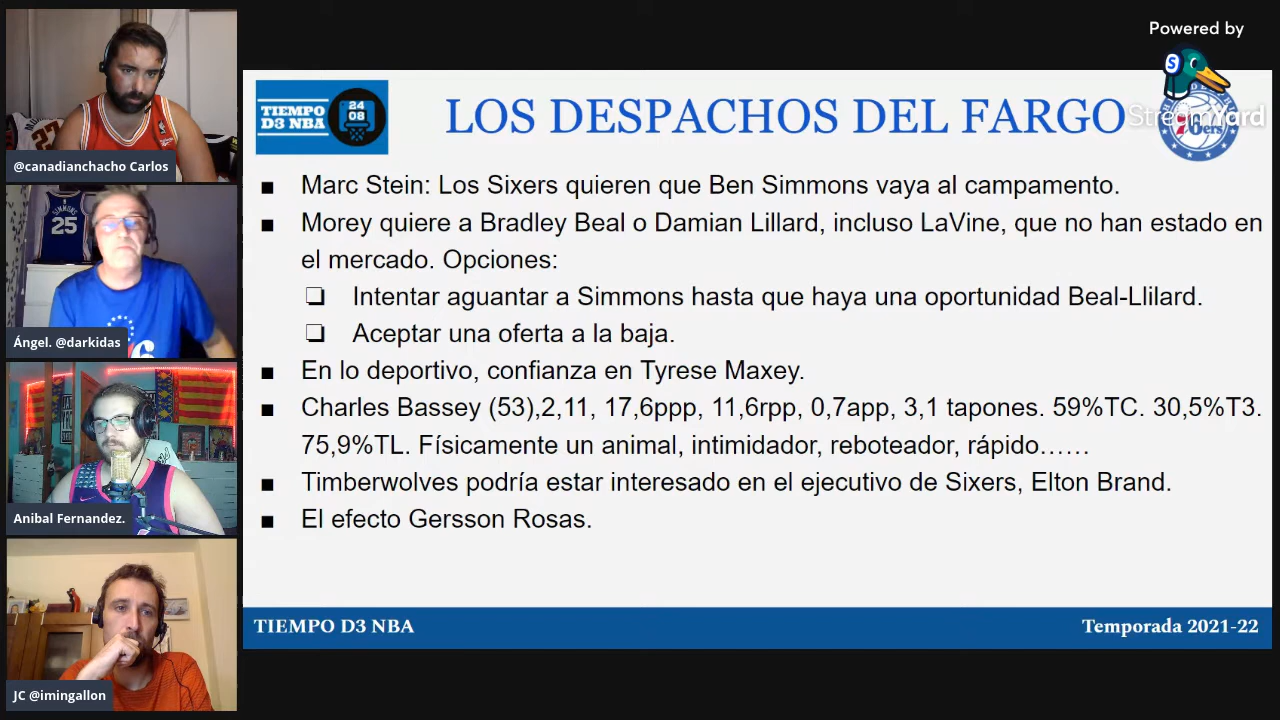 Powered by
StreamYard
TIEMPO
D3 NBA
24
08
LOS DESPACHOS DEL FARGO
76ers
■ Marc Stein: Los Sixers quieren que Ben Simmons vaya al campamento.
■ Morey quiere a Bradley Beal o Damian Lillard, incluso LaVine, que no han estado en
el mercado. Opciones:
❏ Intentar aguantar a Simmons hasta que haya una oportunidad Beal-Llilard.
❏ Aceptar una oferta a la baja.
■ En lo deportivo, confianza en Tyrese Maxey.
■ Charles Bassey (53),2,11, 17,6ppp, 11,6rpp, 0,7app, 3,1 tapones. 59%TC. 30,5%T3.
75,9%TL. Físicamente un animal, intimidador, reboteador, rápido……
■ Timberwolves podría estar interesado en el ejecutivo de Sixers, Elton Brand.
■ El efecto Gersson Rosas.
TIEMPO D3 NBA
Temporada 2021-22
@canadianchacho Carlos
SIMMONS
25
Ángel. @darkidas
Anibal Fernandez.
JC @imingallon